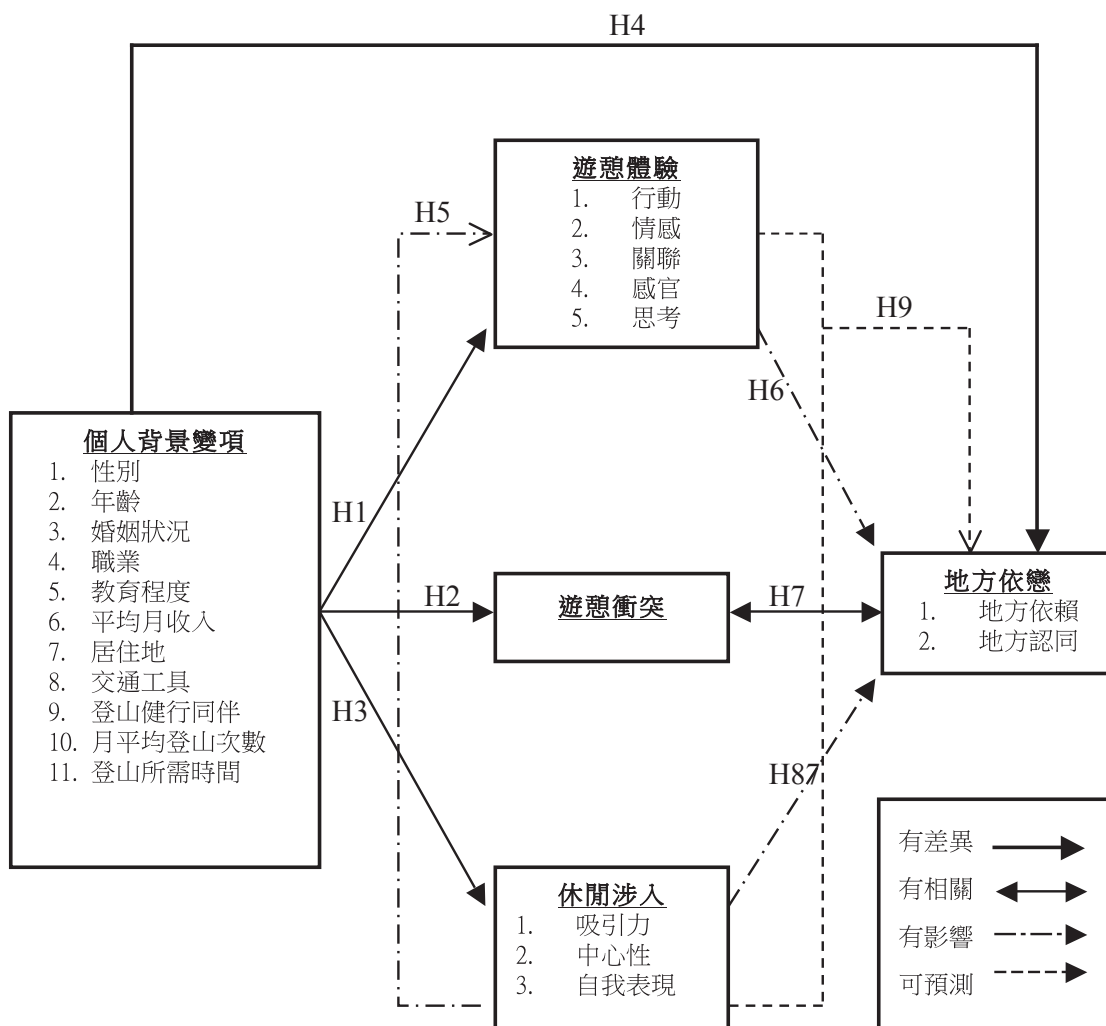 H4
遊憩體驗
1. 行動
2. 情感
3. 關聯
4. 感官
5. 思考
H5
H9
H6
個人背景變項
1. 性別
2. 年齡
3. 婚姻狀況
4. 職業
5. 教育程度
6. 平均月收入
7. 居住地
8. 交通工具
9. 登山健行同伴
10. 月平均登山次數
11. 登山所需時間
H1
H2
H3
遊憩衝突
H7
地方依戀
1. 地方依賴
2. 地方認同
H87
休閒涉入
1. 吸引力
2. 中心性
3. 自我表現
有差異
有相關
有影響
可預測